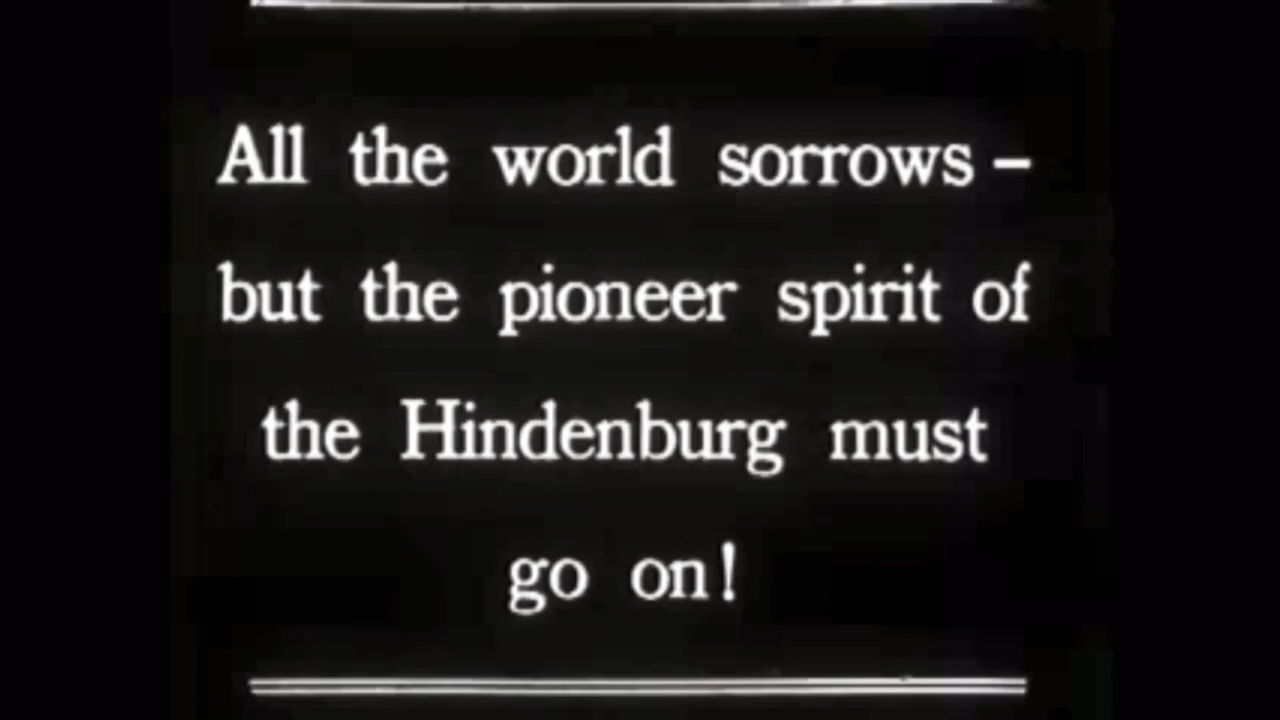 All the world sorrows –
but the pioneer spirit of
the Hindenburg must
go on!